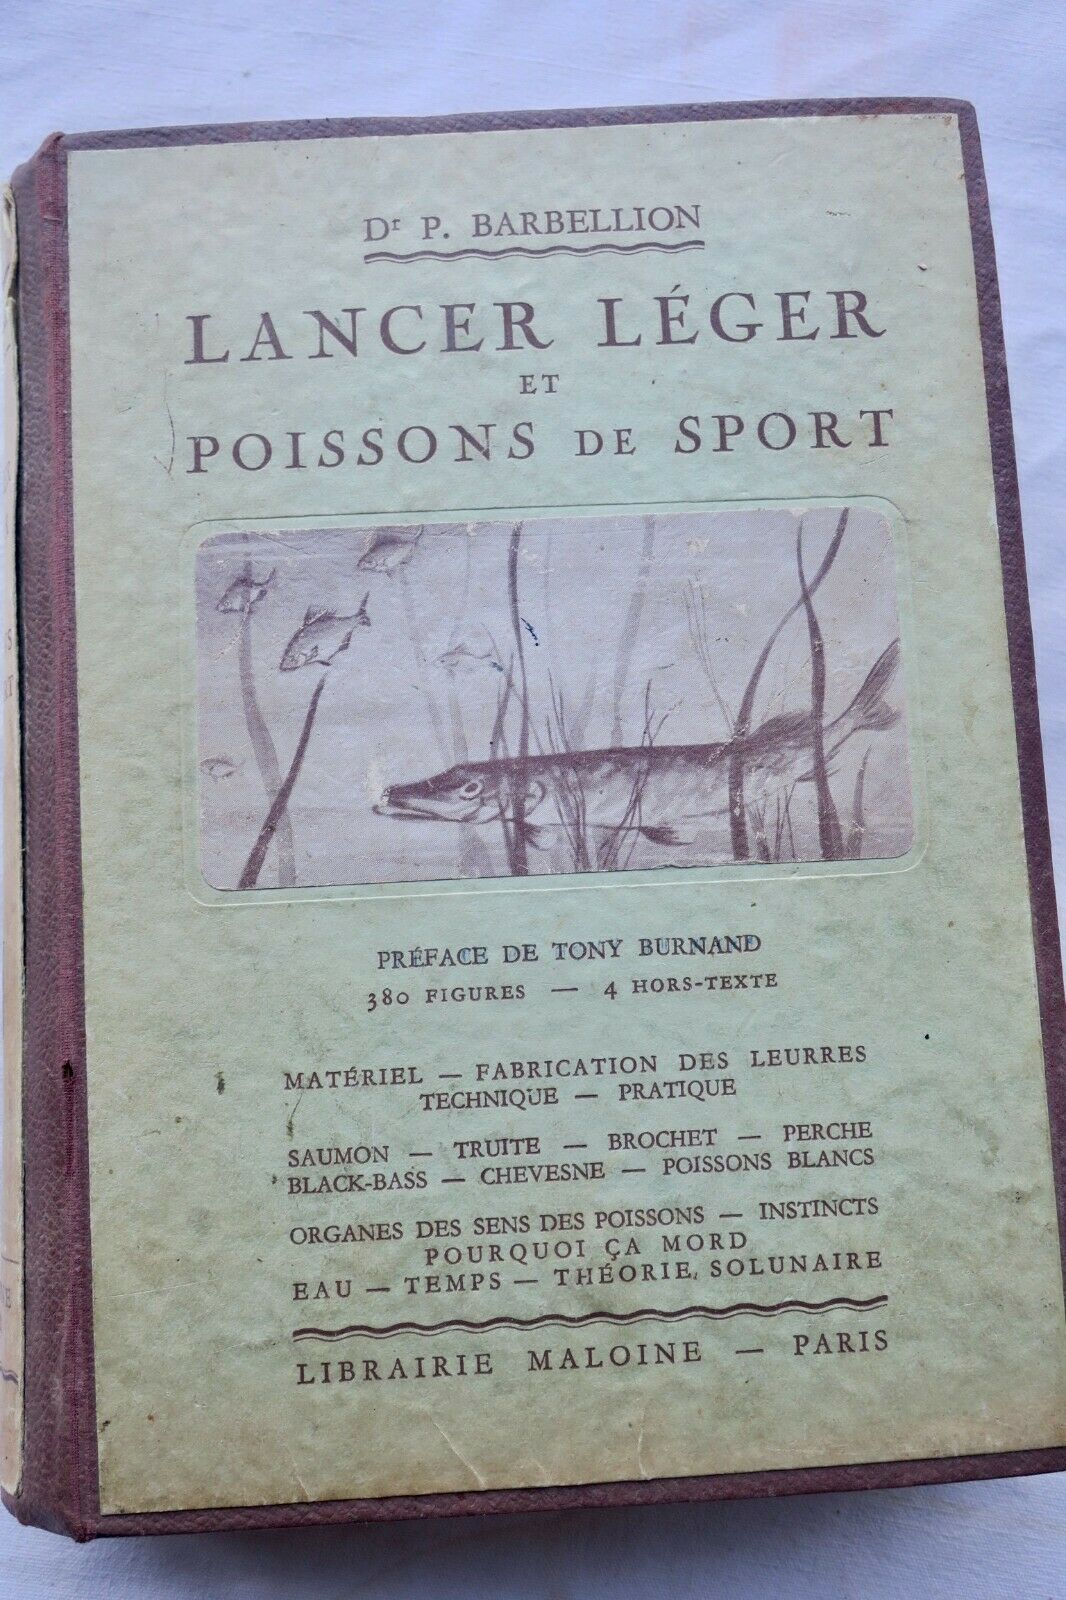 Dr P. BARBELLION
LANCER LÉGER
ET
POISSONS DE SPORT
PRÉFACE DE TONY BURNAND
380 FIGURES — 4 HORS-TEXTE
MATÉRIEL — FABRICATION DES LEURRES
TECHNIQUE — PRATIQUE
SAUMON — TRUITE — BROCHET — PERCHE
BLACK-BASS — CHEVESNE — POISSONS BLANCS
ORGANES DES SENS DES POISSONS — INSTINCTS
POURQUOI ÇA MORD
EAU — TEMPS — THÉORIE SOLUNAIRE
LIBRAIRIE MALOINE — PARIS